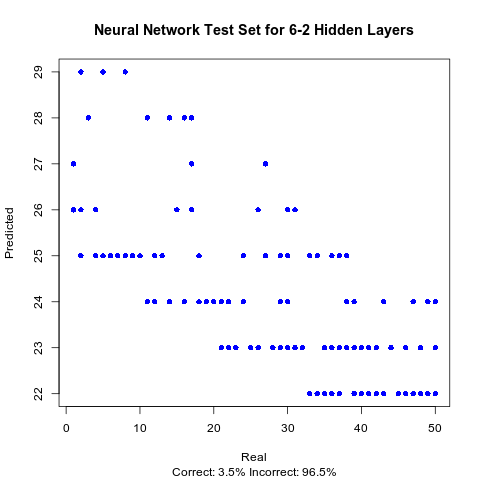 Neural Network Test Set for 6-2 Hidden Layers
29
28
27
26
25
24
23
22
Predicted
0 10 20 30 40 50
Real
Correct: 3.5% Incorrect: 96.5%